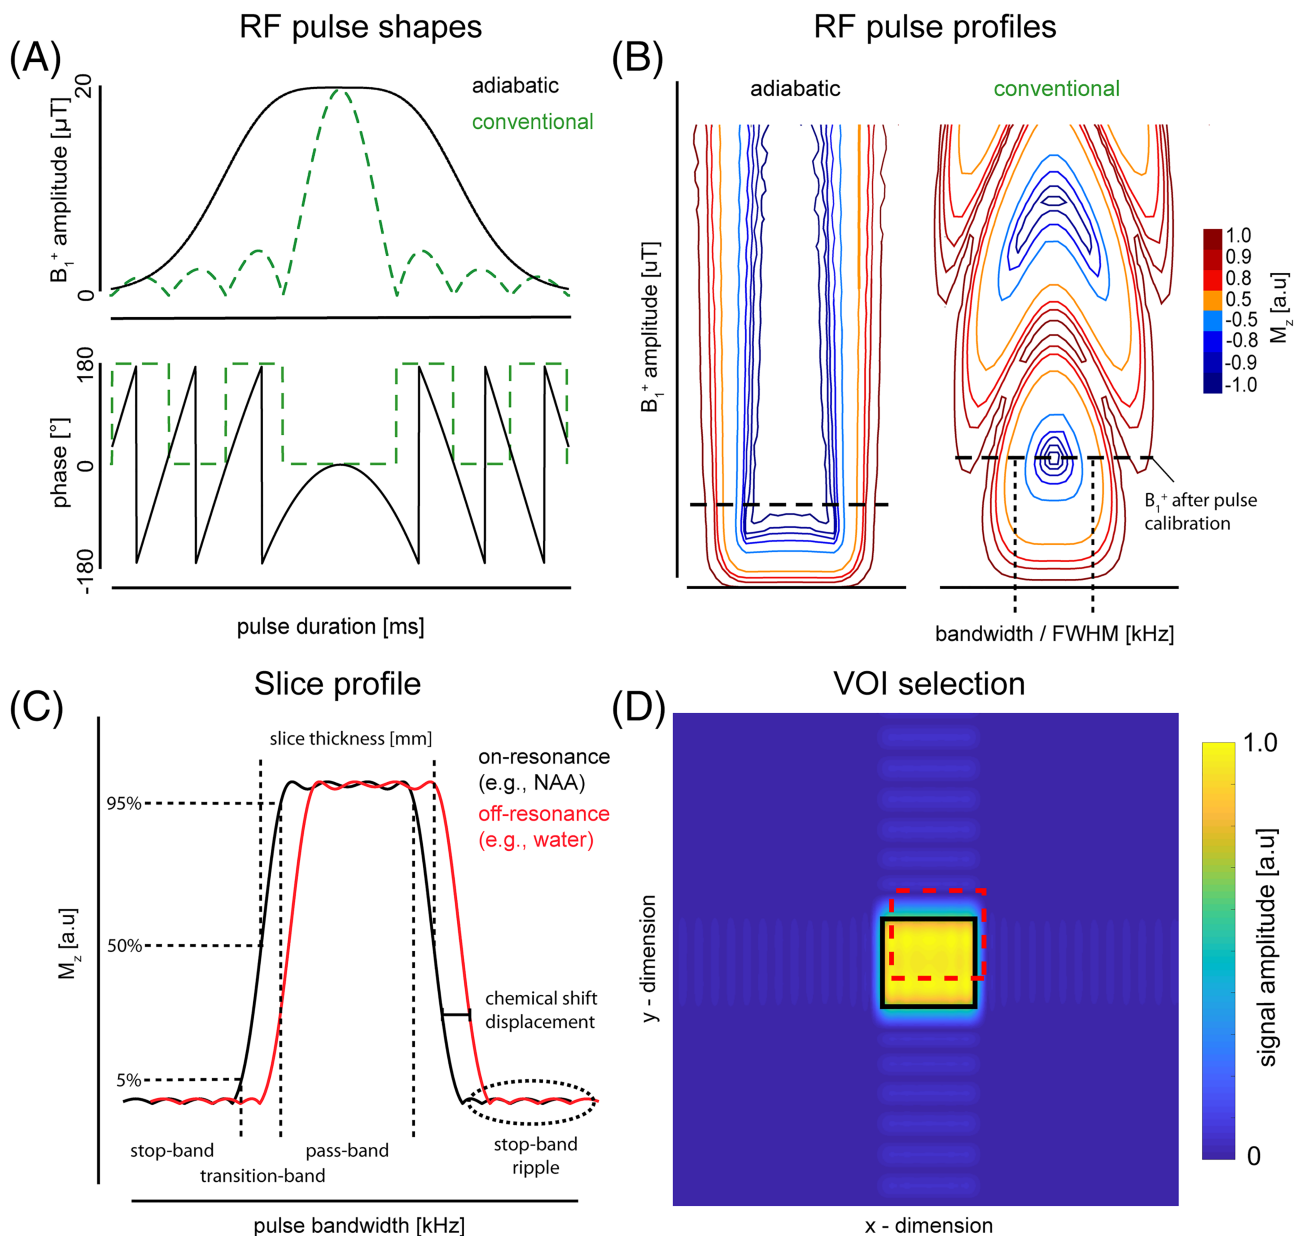 RF pulse shapes
RF pulse profiles
(A)
20
B1+ amplitude [μT]
0
adiabatic
conventional
180
phase [°]
0
-180
pulse duration [ms]
(B)
adiabatic
conventional
B1+ amplitude [uT]
1.0
0.9
0.8
0.5
-0.5
-0.8
-0.9
-1.0
Mz [a.u]
B1+ after pulse
calibration
bandwidth / FWHM [kHz]
Slice profile
VOI selection
(C)
slice thickness [mm]
on-resonance
(e.g., NAA)
off-resonance
(e.g., water)
95%
50%
5%
Mz [a.u]
chemical shift
displacement
stop-band
transition-band
pass-band
stop-band
ripple
pulse bandwidth [kHz]
(D)
y - dimension
x - dimension
1.0
signal amplitude [a.u]
0